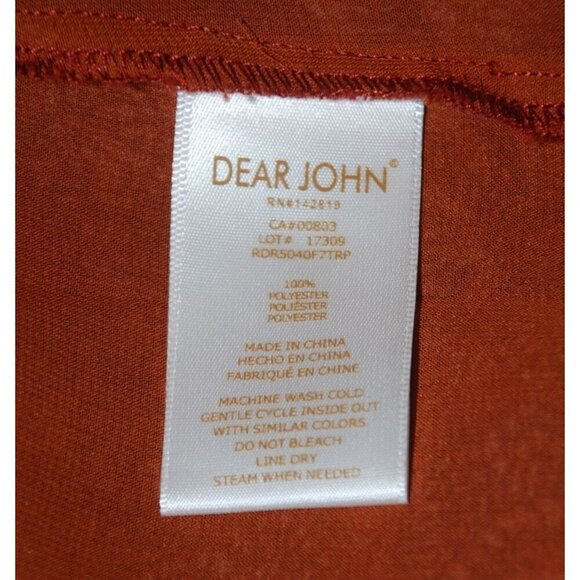 DEAR JOHN®
RN#142819
CA#00803
LOT# 17309
RDR5040F7TRP
100%
POLYESTER
POLIÉSTER
POLYESTER
MADE IN CHINA
HECHO EN CHINA
FABRIQUÉ EN CHINE
MACHINE WASH COLD
GENTLE CYCLE INSIDE OUT
WITH SIMILAR COLORS
DO NOT BLEACH
LINE DRY
STEAM WHEN NEEDED